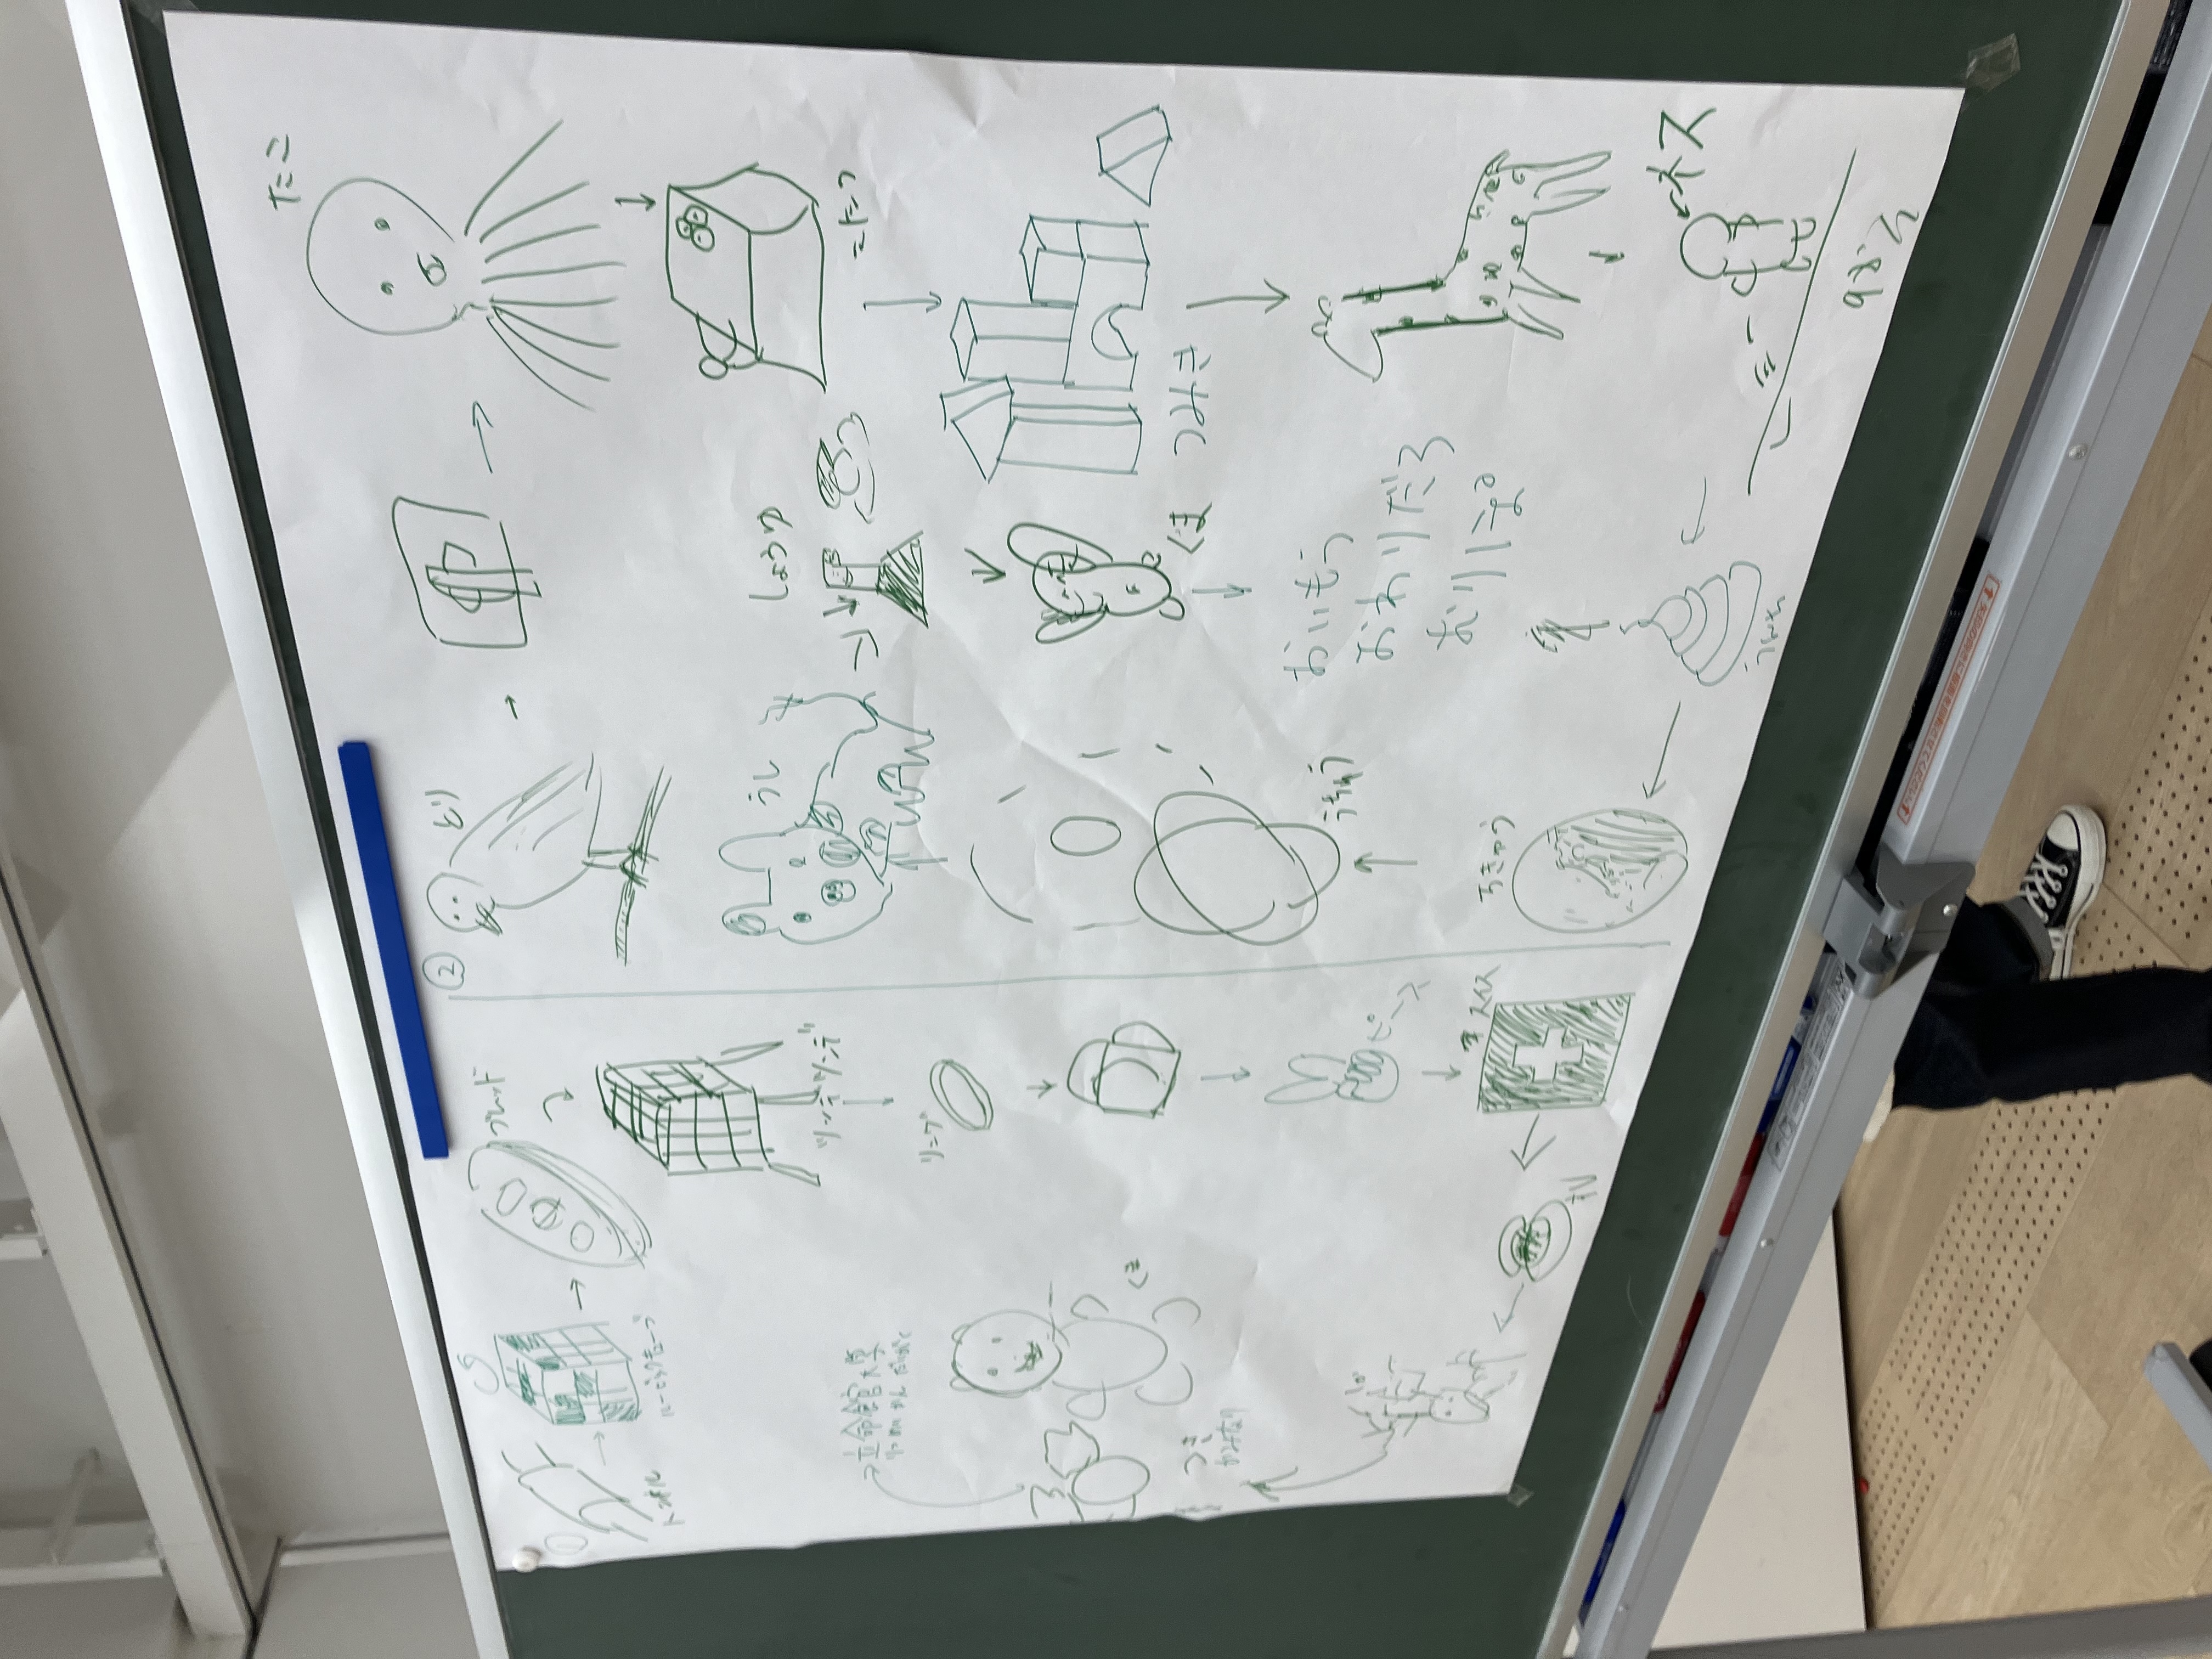 ①
トンネル
ルービックキューブ
ブレッド
ツンデツンデ
リング
ピース
スイス
立命館大学
りつめいかんだいがく
くま
つき
かみなり
②
とり
たこ
こたつ
つみき
ネス
うんち
ちきゅう
うちゅう
うし
しょうゆ
くま
おいもう
おわりだろ
むりしぽ